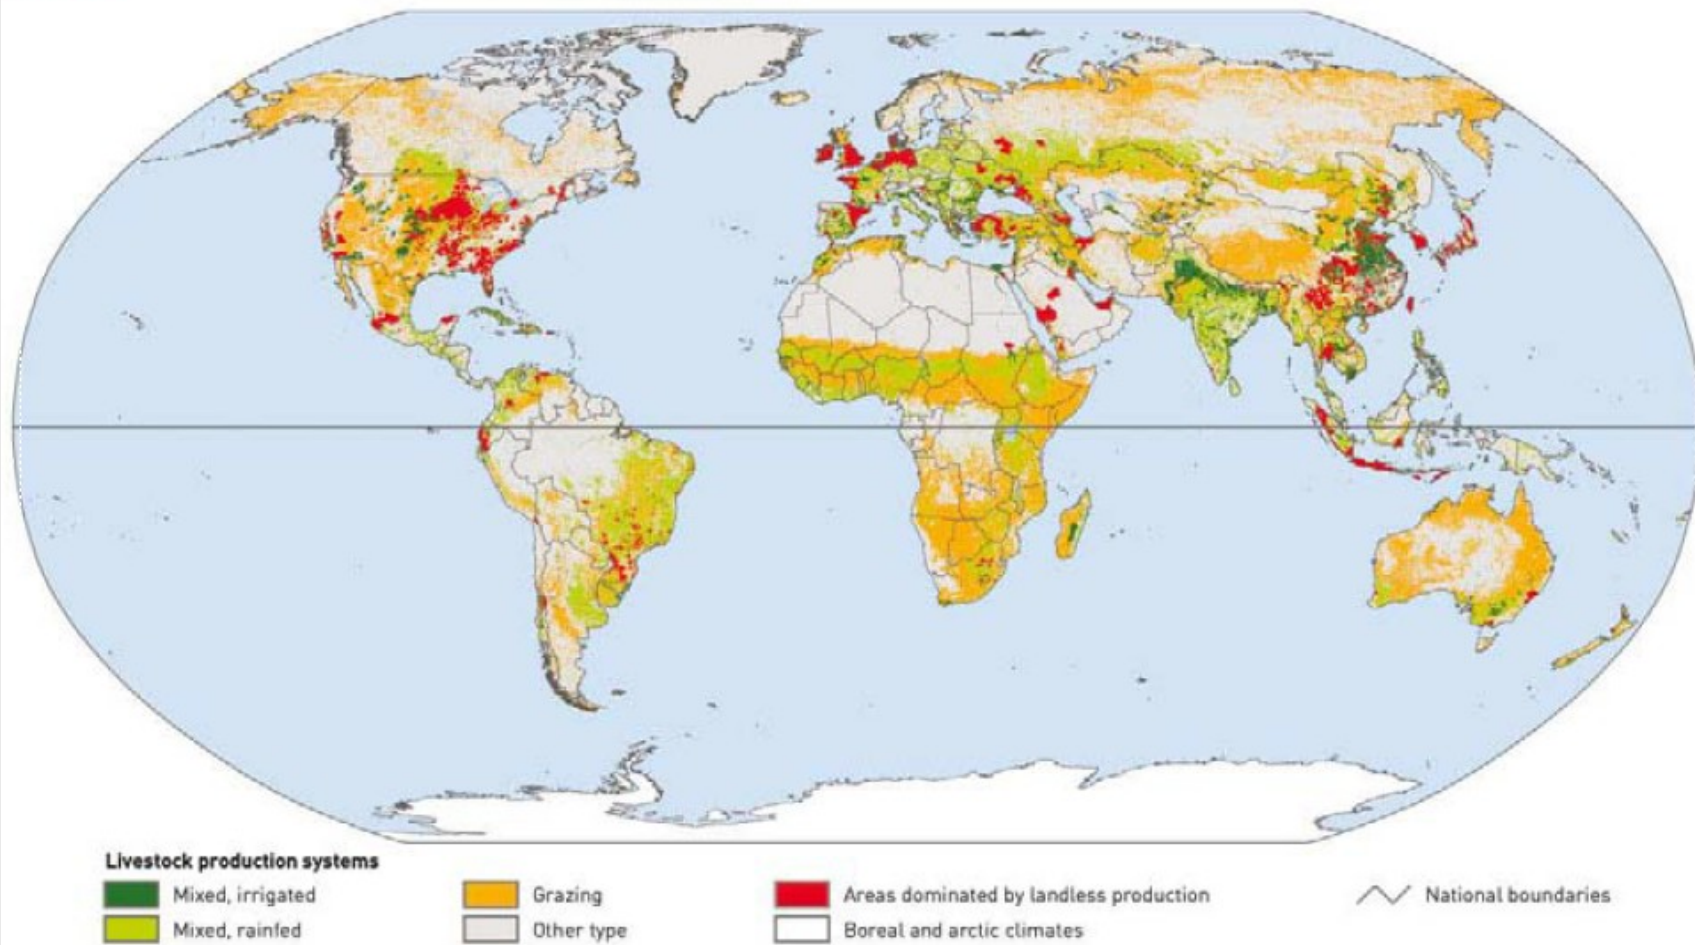 Livestock production systems
Mixed, irrigated
Grazing
Areas dominated by landless production
National boundaries
Mixed, rainfed
Other type
Boreal and arctic climates